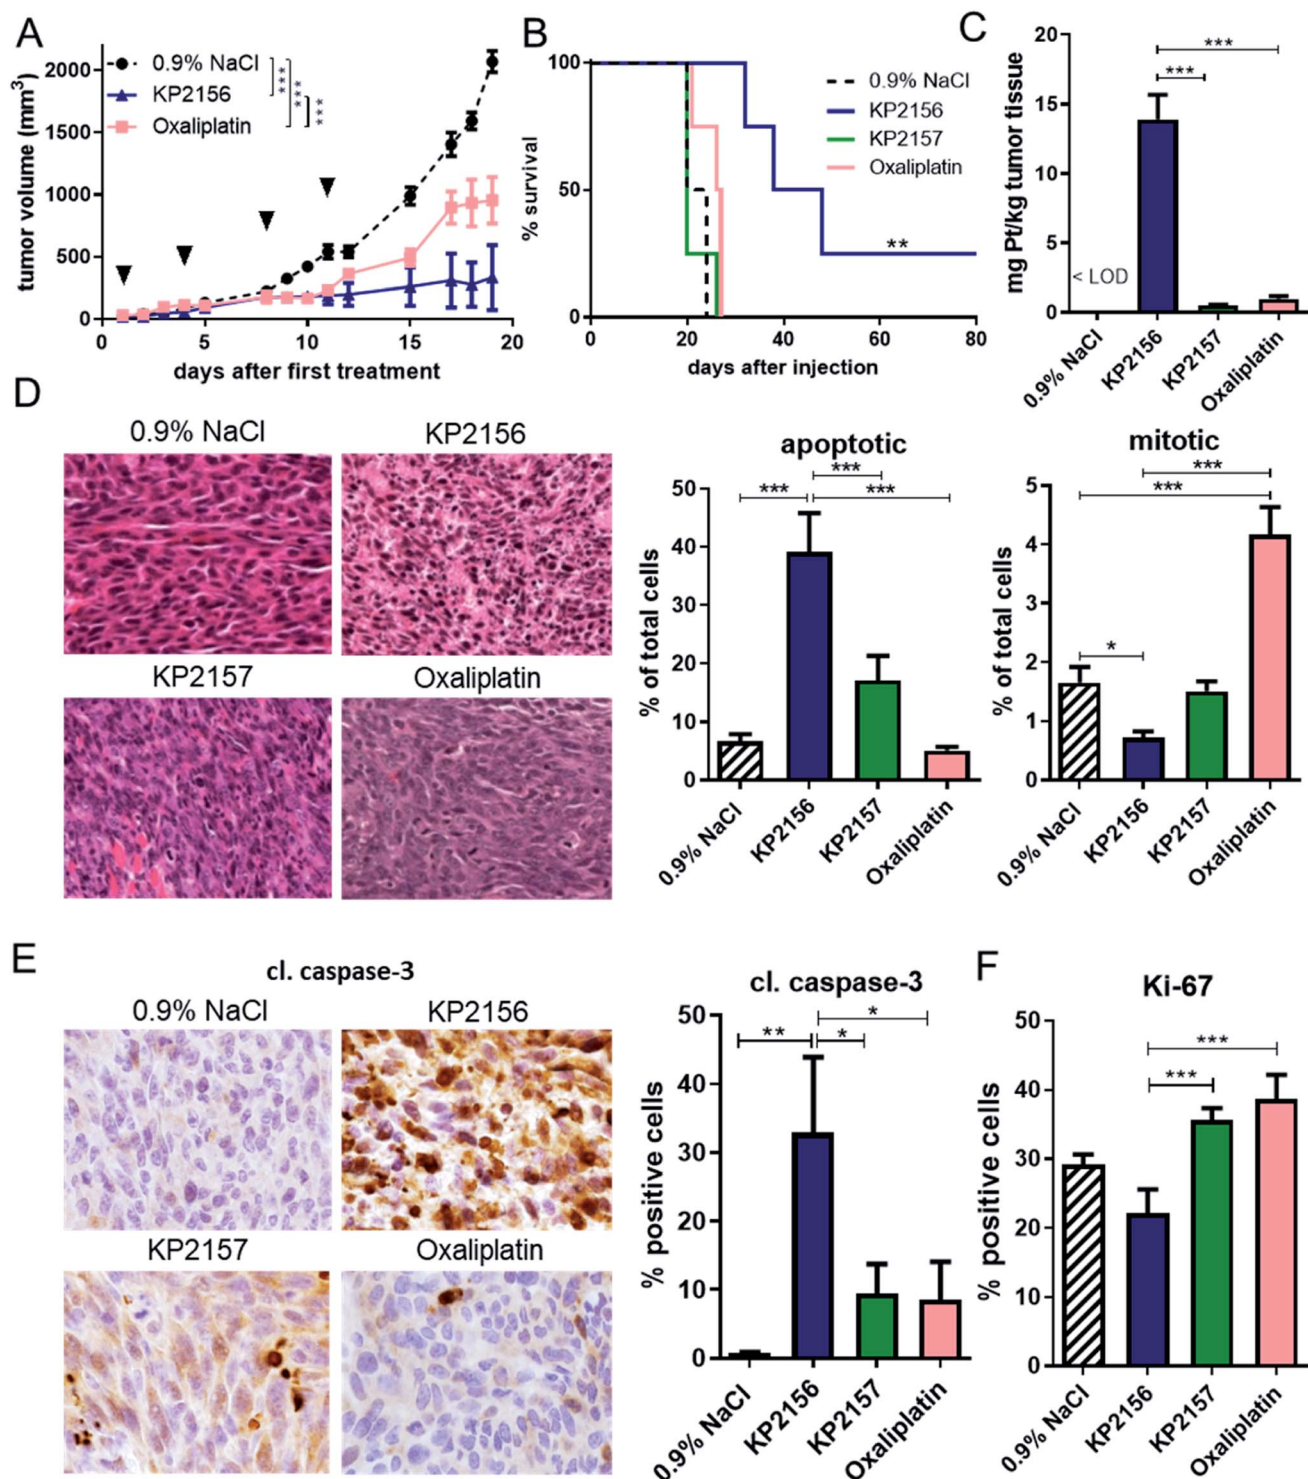 A
tumor volume (mm³)
2000
1500
1000
500
0
0.9% NaCl
KP2156
Oxaliplatin
***
***
***
0
5
10
15
20
days after first treatment
B
% survival
100
50
0
0.9% NaCl
KP2156
KP2157
Oxaliplatin
**
0
20
40
60
80
days after injection
C
mg Pt/kg tumor tissue
20
15
10
5
0
***
***
< LOD
0.9% NaCl
KP2156
KP2157
Oxaliplatin
D
0.9% NaCl
KP2156
KP2157
Oxaliplatin
apoptotic
% of total cells
50
40
30
20
10
0
***
***
***
0.9% NaCl
KP2156
KP2157
Oxaliplatin
mitotic
% of total cells
5
4
3
2
1
0
***
***
*
0.9% NaCl
KP2156
KP2157
Oxaliplatin
E
cl. caspase-3
0.9% NaCl
KP2156
KP2157
Oxaliplatin
cl. caspase-3
% positive cells
50
40
30
20
10
0
*
**
*
0.9% NaCl
KP2156
KP2157
Oxaliplatin
F
Ki-67
% positive cells
50
40
30
20
10
0
***
***
0.9% NaCl
KP2156
KP2157
Oxaliplatin